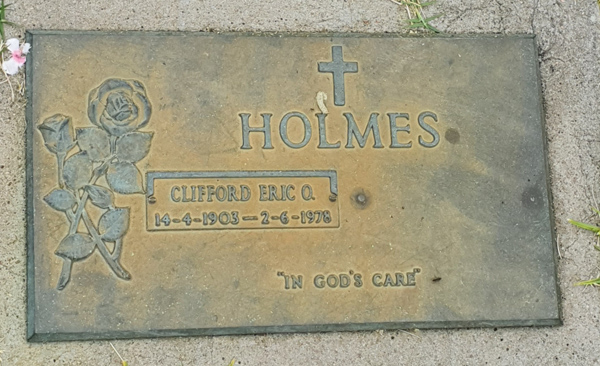 HOLMES
CLIFFORD ERIC O.
14-4-1903 — 2-6-1978
"IN GOD'S CARE"